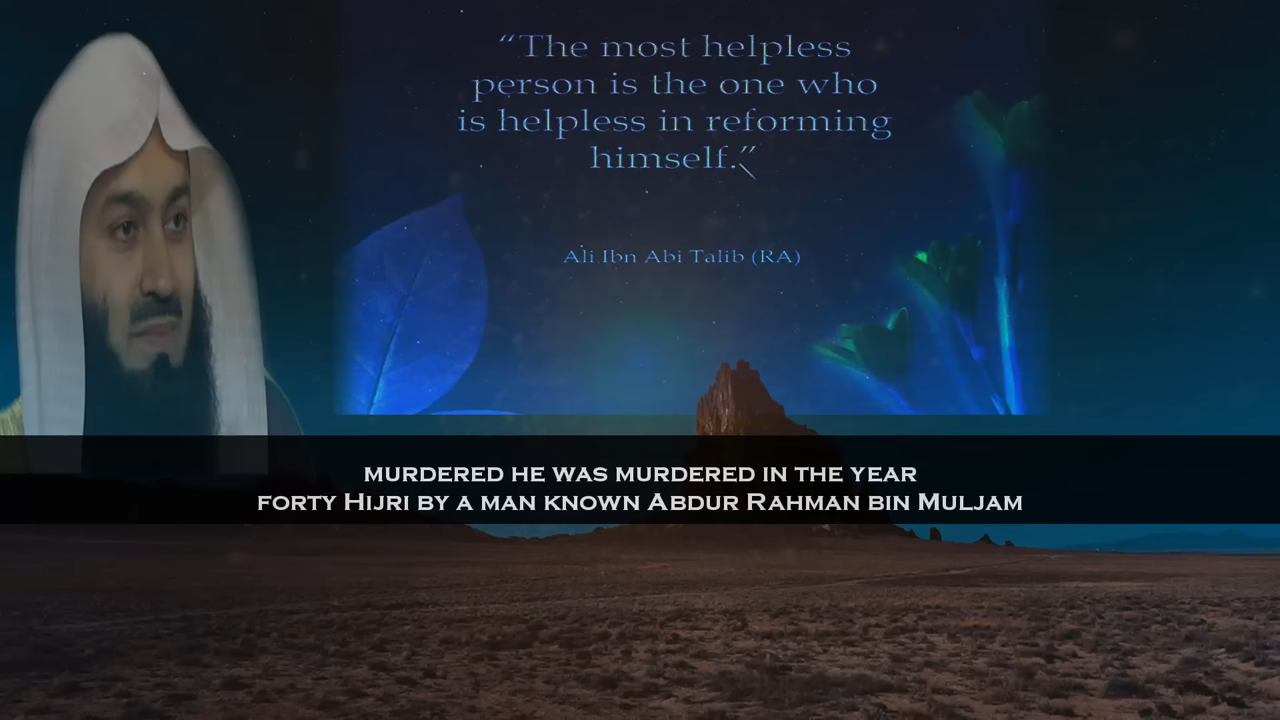 “The most helpless
person is the one who
is helpless in reforming
himself.”
Ali Ibn Abi Talib (RA)
MURDERED HE WAS MURDERED IN THE YEAR
FORTY HIJRI BY A MAN KNOWN ABDUR RAHMAN BIN MULJAM